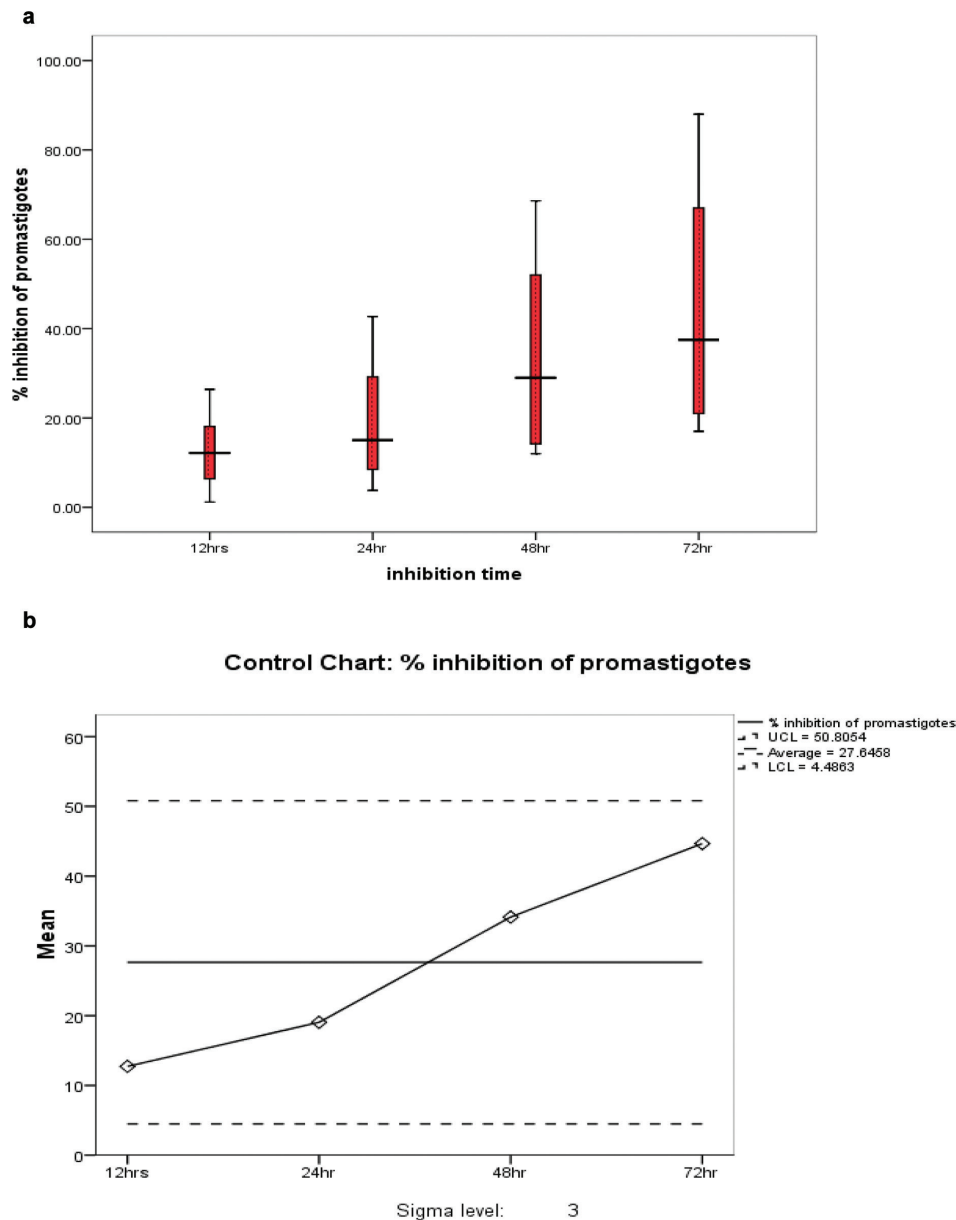 a
100.00
80.00
60.00
40.00
20.00
0.00
% inhibition of promastigotes
12hrs 24hr 48hr 72hr
inhibition time
b
Control Chart: % inhibition of promastigotes
% inhibition of promastigotes
UCL = 50.8054
Average = 27.6458
LCL = 4.4863
60
50
40
30
20
10
0
Mean
12hrs 24hr 48hr 72hr
Sigma level: 3